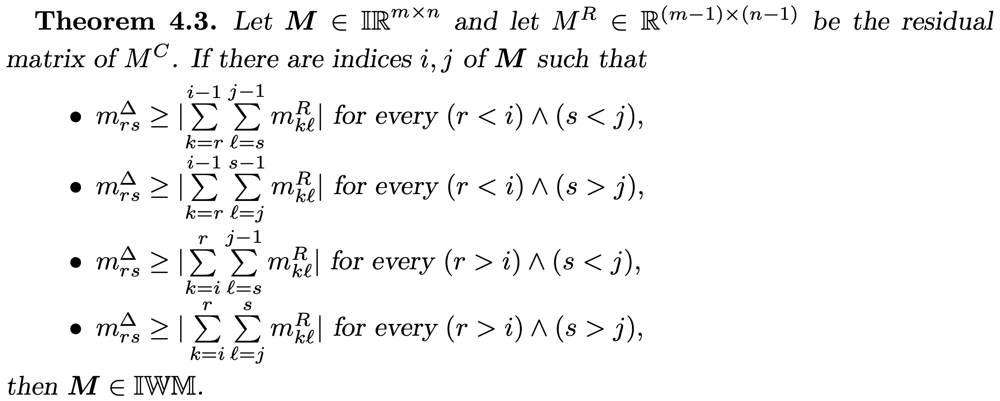 Theorem 4.3. Let $\boldsymbol{M} \in \mathbb{IR}^{m \times n}$ and let $M^R \in \mathbb{R}^{(m-1)\times(n-1)}$ be the residual
matrix of $M^C$. If there are indices $i, j$ of $\boldsymbol{M}$ such that
• $m^{\Delta}_{rs} \geq |\sum_{k=r}^{i-1} \sum_{\ell=s}^{j-1} m^R_{k\ell}|$ for every $(r < i) \wedge (s < j)$,
• $m^{\Delta}_{rs} \geq |\sum_{k=r}^{i-1} \sum_{\ell=j}^{s-1} m^R_{k\ell}|$ for every $(r < i) \wedge (s > j)$,
• $m^{\Delta}_{rs} \geq |\sum_{k=i}^{r} \sum_{\ell=s}^{j-1} m^R_{k\ell}|$ for every $(r > i) \wedge (s < j)$,
• $m^{\Delta}_{rs} \geq |\sum_{k=i}^{r} \sum_{\ell=j}^{s} m^R_{k\ell}|$ for every $(r > i) \wedge (s > j)$,
then $\boldsymbol{M} \in \mathbb{IWM}$.